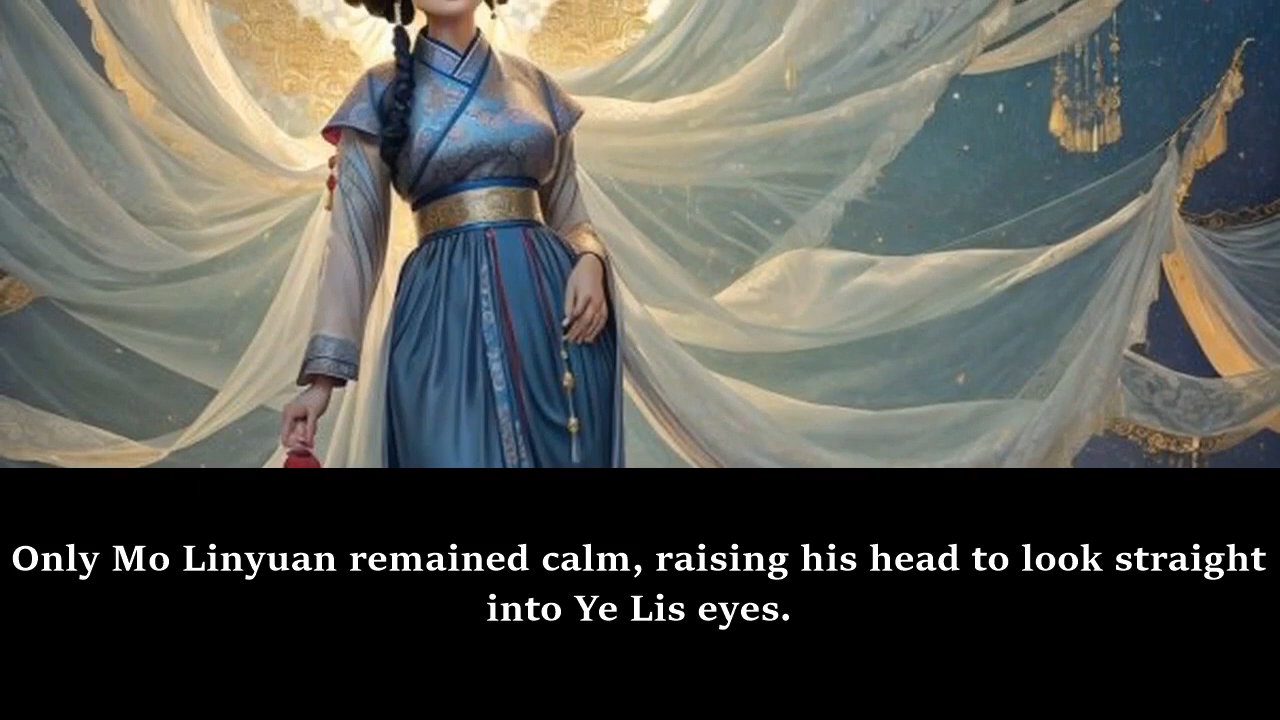 Only Mo Linyuan remained calm, raising his head to look straight
into Ye Lis eyes.